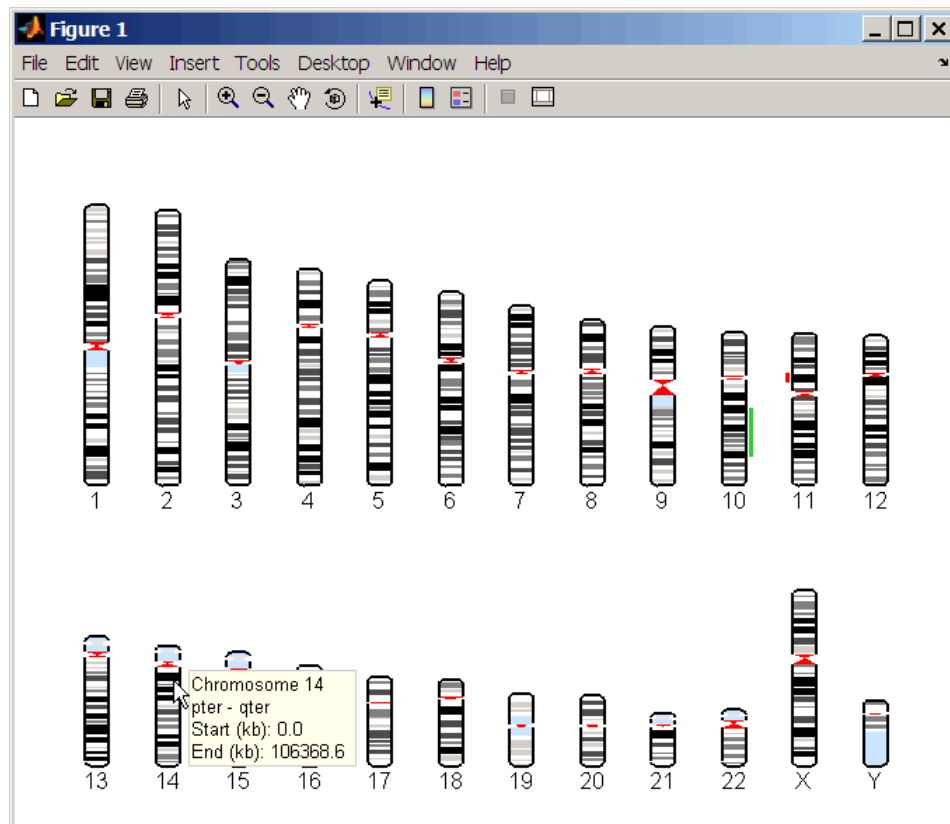 Figure 1
File Edit View Insert Tools Desktop Window Help
1 2 3 4 5 6 7 8 9 10 11 12
Chromosome 14
pter - qter
Start (kb): 0.0
End (kb): 106368.6
13 14 15 16 17 18 19 20 21 22 X Y